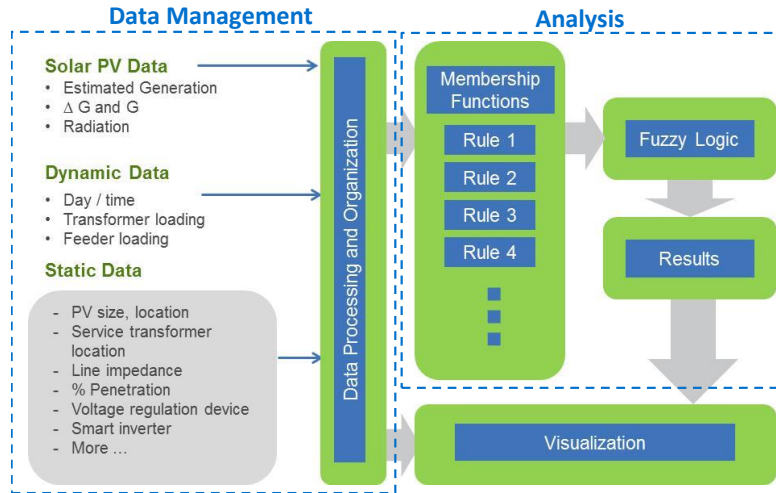 Data Management
Analysis
Solar PV Data
• Estimated Generation
• Δ G and G
• Radiation
Dynamic Data
• Day / time
• Transformer loading
• Feeder loading
Static Data
- PV size, location
- Service transformer
location
- Line impedance
- % Penetration
- Voltage regulation device
- Smart inverter
- More ...
Data Processing and Organization
Membership
Functions
Rule 1
Rule 2
Rule 3
Rule 4
Fuzzy Logic
Results
Visualization